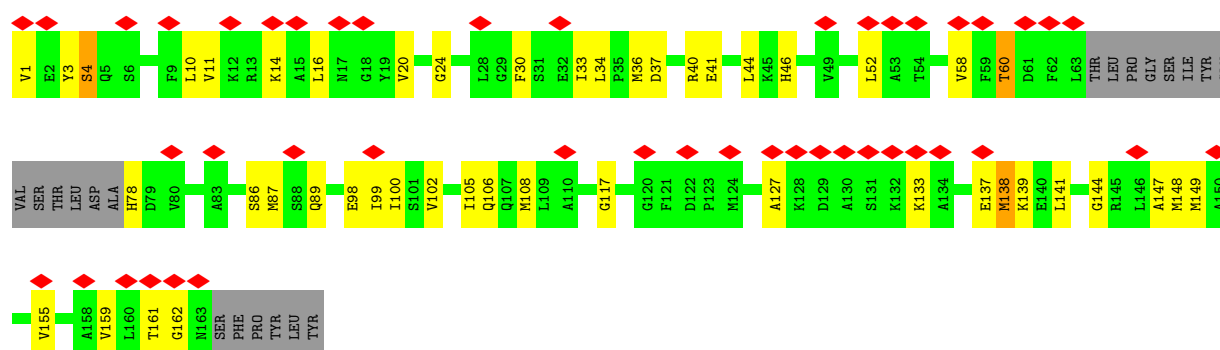 V1 E2 Y3 S4 Q5 S6 F9 L10 V11 K12 R13 K14 A15 L16 N17 G18 Y19 V20 G24 L28 G29 F30 S31 E32 I33 L34 P35 M36 D37 R40 E41 L44 K45 H46 V49 L52 A53 T54 V58 F59 T60 D61 F62 L63 THR LEU PRO GLY SER ILE TYR
VAL SER THR LEU ASP ALA H78 D79 V80 A83 S86 M87 S88 Q89 E98 I99 I100 S101 V102 I105 Q106 Q107 M108 L109 A110 G117 G120 F121 D122 P123 M124 A127 K128 D129 A130 S131 K132 K133 A134 E137 M138 K139 E140 L141 G144 R145 L146 A147 M148 M149 A150
V155 A158 V159 L160 T161 G162 N163 SER PHE PRO TYR LEU TYR